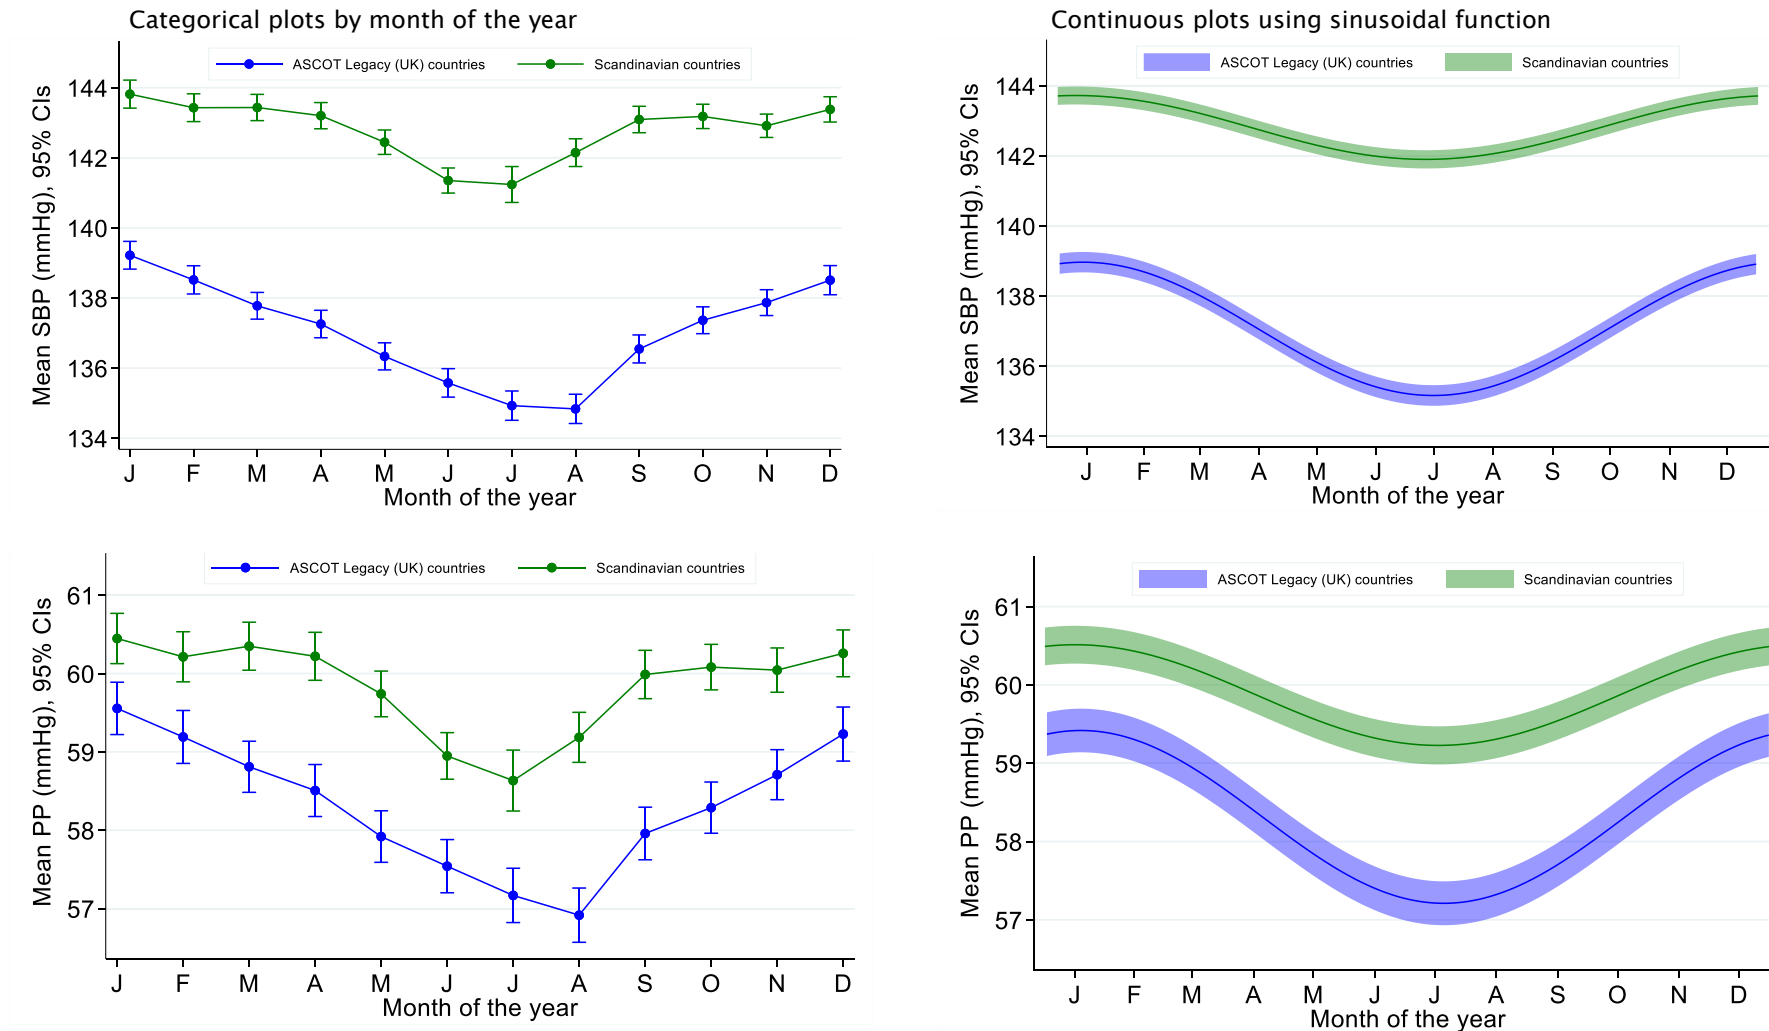 Categorical plots by month of the year
ASCOT Legacy (UK) countries
Scandinavian countries
Mean SBP (mmHg), 95% CIs
144
142
140
138
136
134
J F M A M J J A S O N D
Month of the year
Continuous plots using sinusoidal function
ASCOT Legacy (UK) countries
Scandinavian countries
Mean SBP (mmHg), 95% CIs
144
142
140
138
136
134
J F M A M J J A S O N D
Month of the year
ASCOT Legacy (UK) countries
Scandinavian countries
Mean PP (mmHg), 95% CIs
61
60
59
58
57
J F M A M J J A S O N D
Month of the year
ASCOT Legacy (UK) countries
Scandinavian countries
Mean PP (mmHg), 95% CIs
61
60
59
58
57
J F M A M J J A S O N D
Month of the year